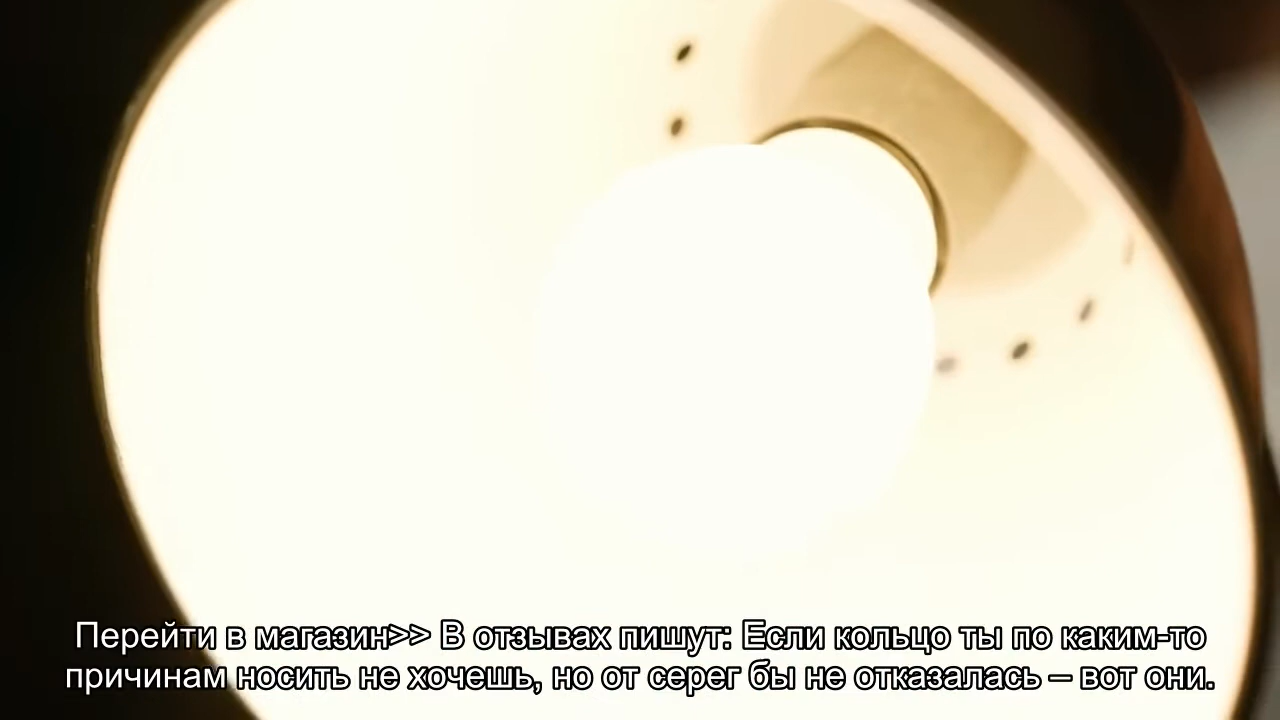 Перейти в магазин>> В отзывах пишут: Если кольцо ты по каким-то
причинам носить не хочешь, но от серег бы не отказалась – вот они.